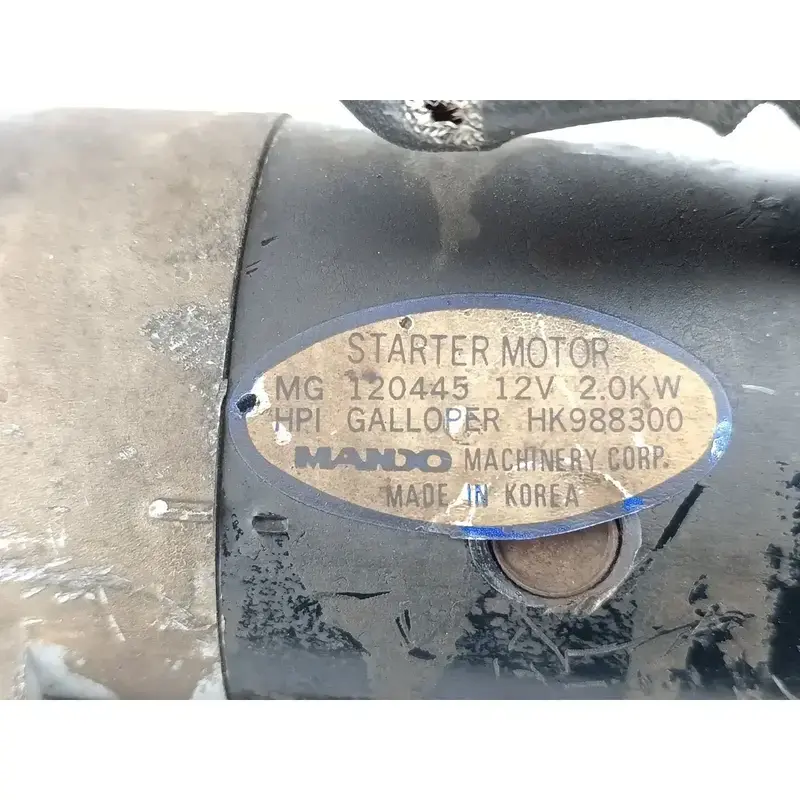 STARTER MOTOR
MG 120445 12V 2.0KW
HPI GALLOPER HK988300
MANDO MACHINERY CORP.
MADE IN KOREA